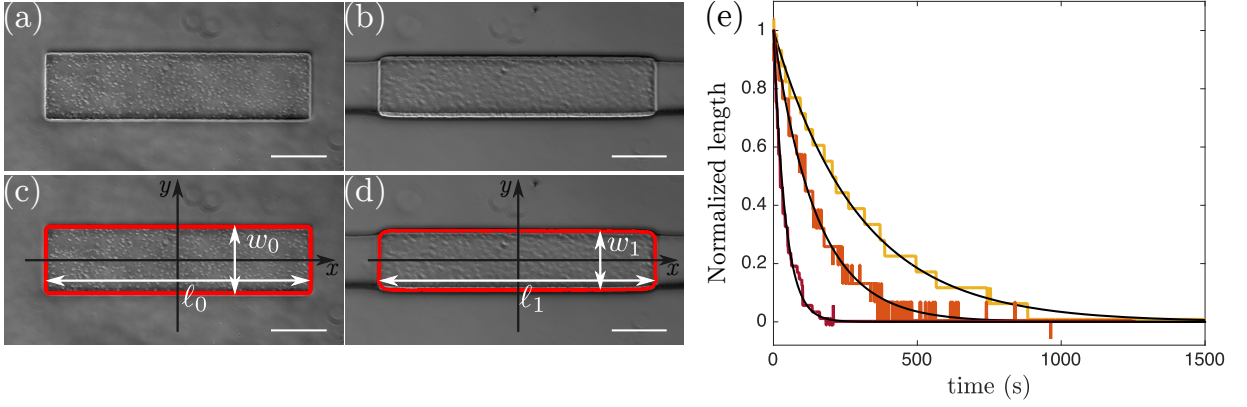 (a)
(b)
(c)
y
w₀
x
ℓ₀
(d)
y
w₁
x
ℓ₁
(e)
Normalized length
1
0.8
0.6
0.4
0.2
0
0
500
1000
1500
time (s)